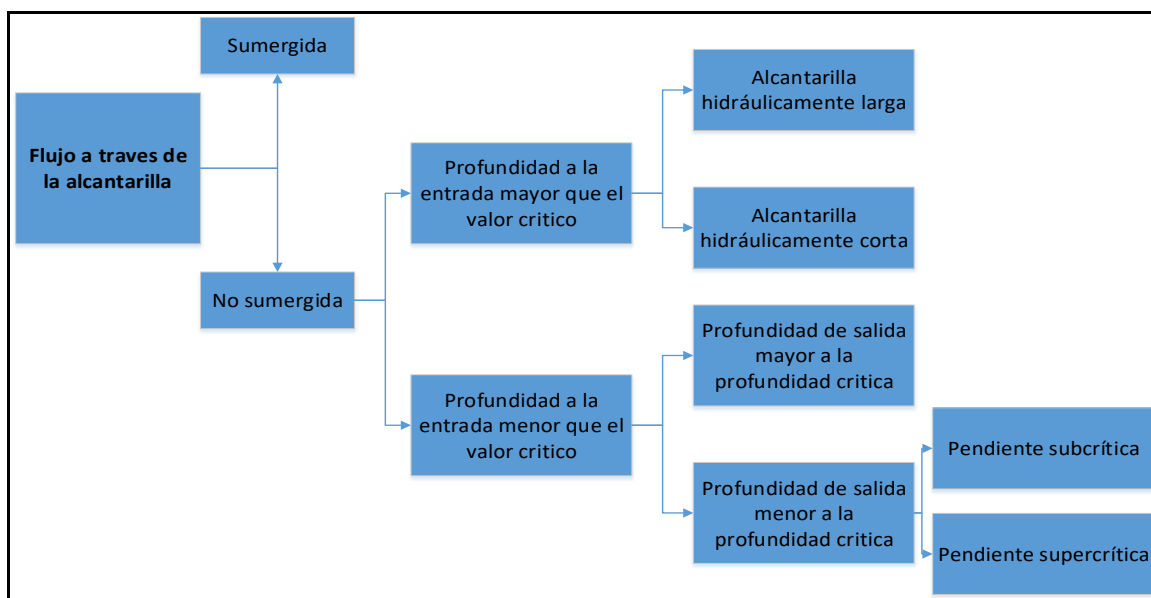 Sumergida
Flujo a traves de
la alcantarilla
No sumergida
Profundidad a la
entrada mayor que el
valor critico
Alcantarilla
hidráulicamente larga
Alcantarilla
hidráulicamente corta
Profundidad a la
entrada menor que el
valor critico
Profundidad de salida
mayor a la
profundidad critica
Profundidad de salida
menor a la
profundidad critica
Pendiente subcrítica
Pendiente supercrítica